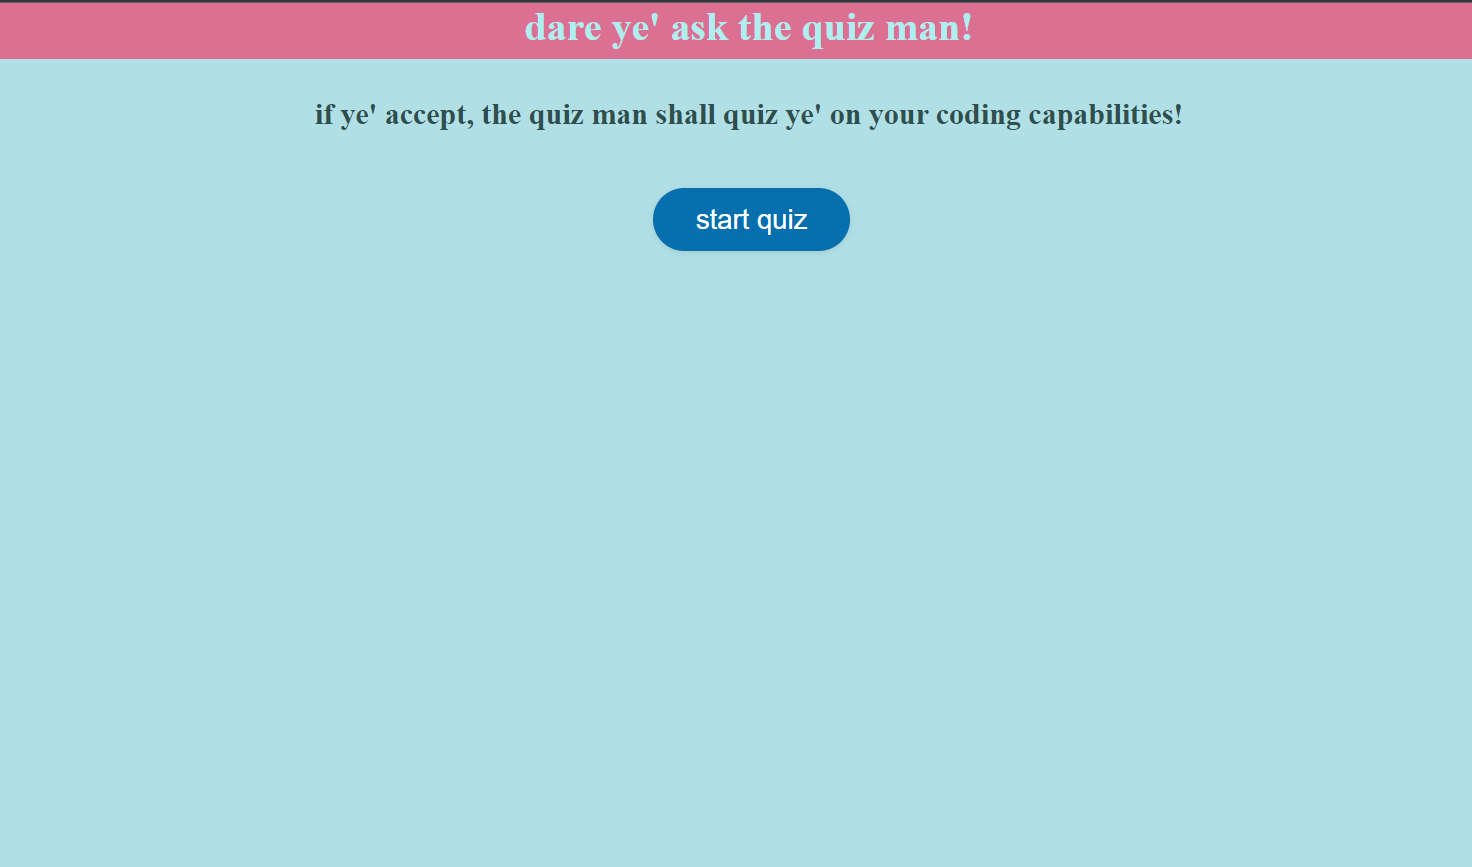 dare ye' ask the quiz man!
if ye' accept, the quiz man shall quiz ye' on your coding capabilities!
start quiz